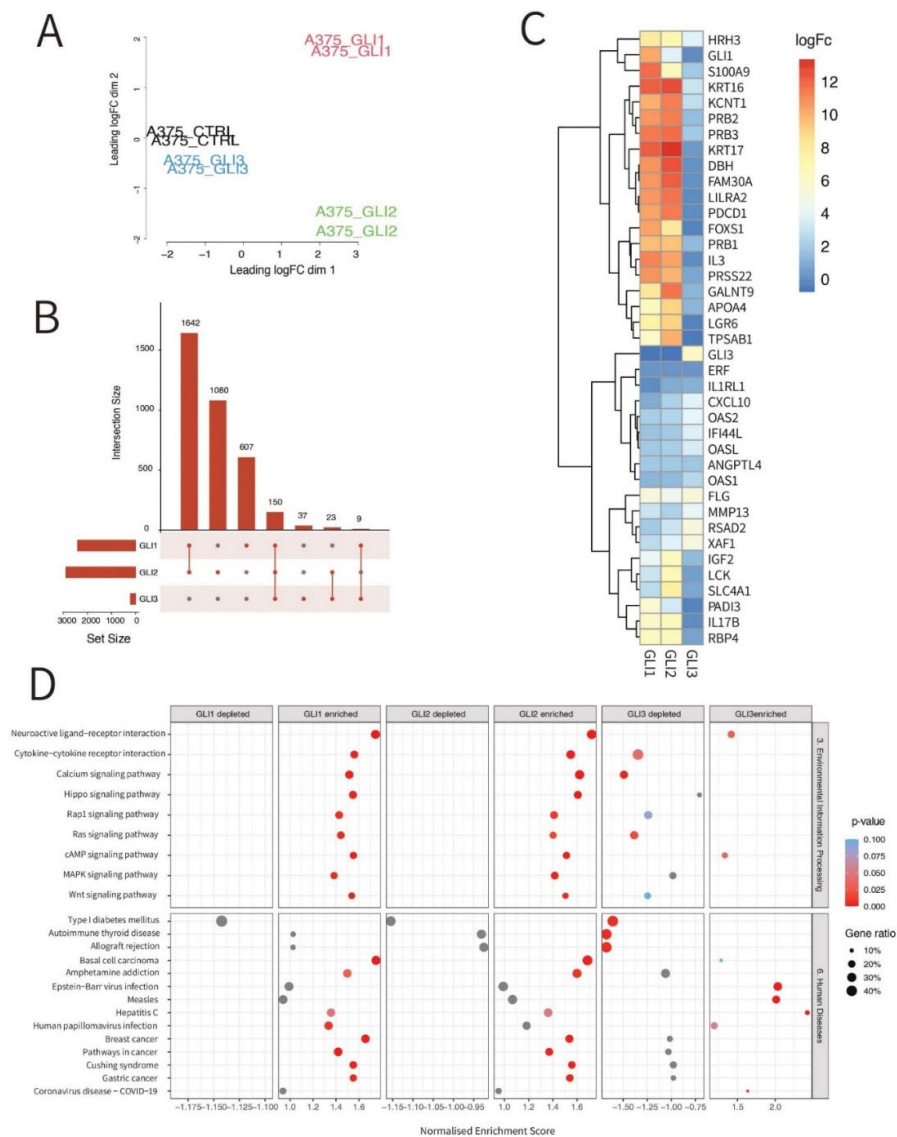 A
A375_GLI1
A375_GLI1
A375_CTRL
A375_CTRL
A375_GLI3
A375_GLI3
A375_GLI2
A375_GLI2
Leading logFC dim 2
2
1
0
-1
-2
-2 -1 0 1 2 3
Leading logFC dim 1
B
Intersection Size
1500
1000
500
0
1642
1080
607
150
37
23
9
GLI1
GLI2
GLI3
3000 2000 1000 0
Set Size
C
HRH3
GLI1
S100A9
KRT16
KCNT1
PRB2
PRB3
KRT17
DBH
FAM30A
LILRA2
PDCD1
FOXS1
PRB1
IL3
PRSS22
GALNT9
APOA4
LGR6
TPSAB1
GLI3
ERF
IL1RL1
CXCL10
OAS2
IFI44L
OASL
ANGPTL4
OAS1
FLG
MMP13
RSAD2
XAF1
IGF2
LCK
SLC4A1
PADI3
IL17B
RBP4
GLI1 GLI2 GLI3
logFc
12
10
8
6
4
2
0
D
GLI1 depleted GLI1 enriched GLI2 depleted GLI2 enriched GLI3 depleted GLI3enriched
Neuroactive ligand-receptor interaction
Cytokine-cytokine receptor interaction
Calcium signaling pathway
Hippo signaling pathway
Rap1 signaling pathway
Ras signaling pathway
cAMP signaling pathway
MAPK signaling pathway
Wnt signaling pathway
3. Environmental Information Processing
Type I diabetes mellitus
Autoimmune thyroid disease
Allograft rejection
Basal cell carcinoma
Amphetamine addiction
Epstein-Barr virus infection
Measles
Hepatitis C
Human papillomavirus infection
Breast cancer
Pathways in cancer
Cushing syndrome
Gastric cancer
Coronavirus disease - COVID-19
6. Human Diseases
-1.175-1.150-1.125-1.100 1.0 1.2 1.4 1.6 -1.15-1.10-1.05-1.00-0.95 1.0 1.2 1.4 1.6 -1.50-1.25-1.00-0.75 1.5 2.0
Normalised Enrichment Score
p-value
0.100
0.075
0.050
0.025
0.000
Gene ratio
10%
20%
30%
40%